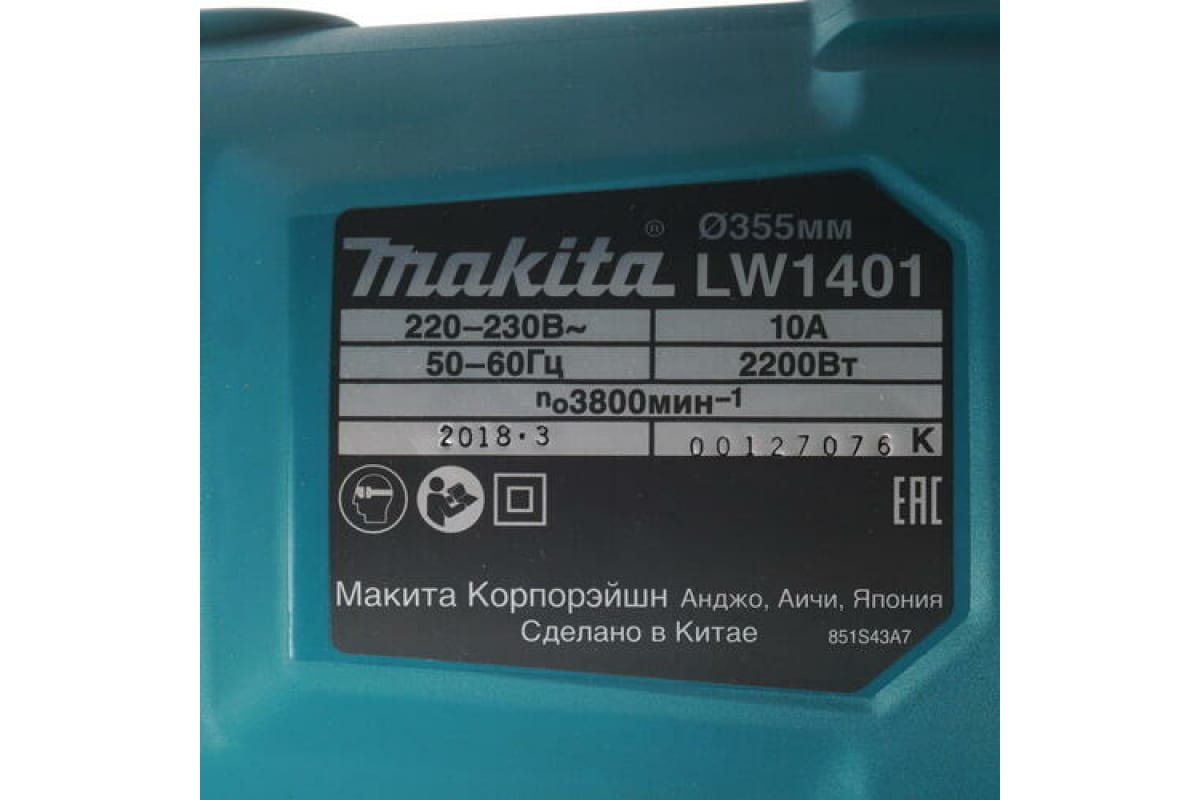 Ø355мм
makita® LW1401
220–230В~ 10А
50–60Гц 2200Вт
n₀3800мин-1
2018·3 00127076 K
EAC
Макита Корпорэйшн Анджо, Аичи, Япония
Сделано в Китае 851S43A7